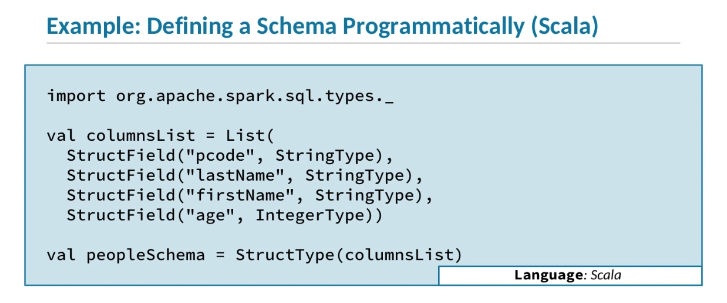 Example: Defining a Schema Programmatically (Scala)
import org.apache.spark.sql.types._
val columnsList = List(
  StructField("pcode", StringType),
  StructField("lastName", StringType),
  StructField("firstName", StringType),
  StructField("age", IntegerType))
val peopleSchema = StructType(columnsList)
Language: Scala